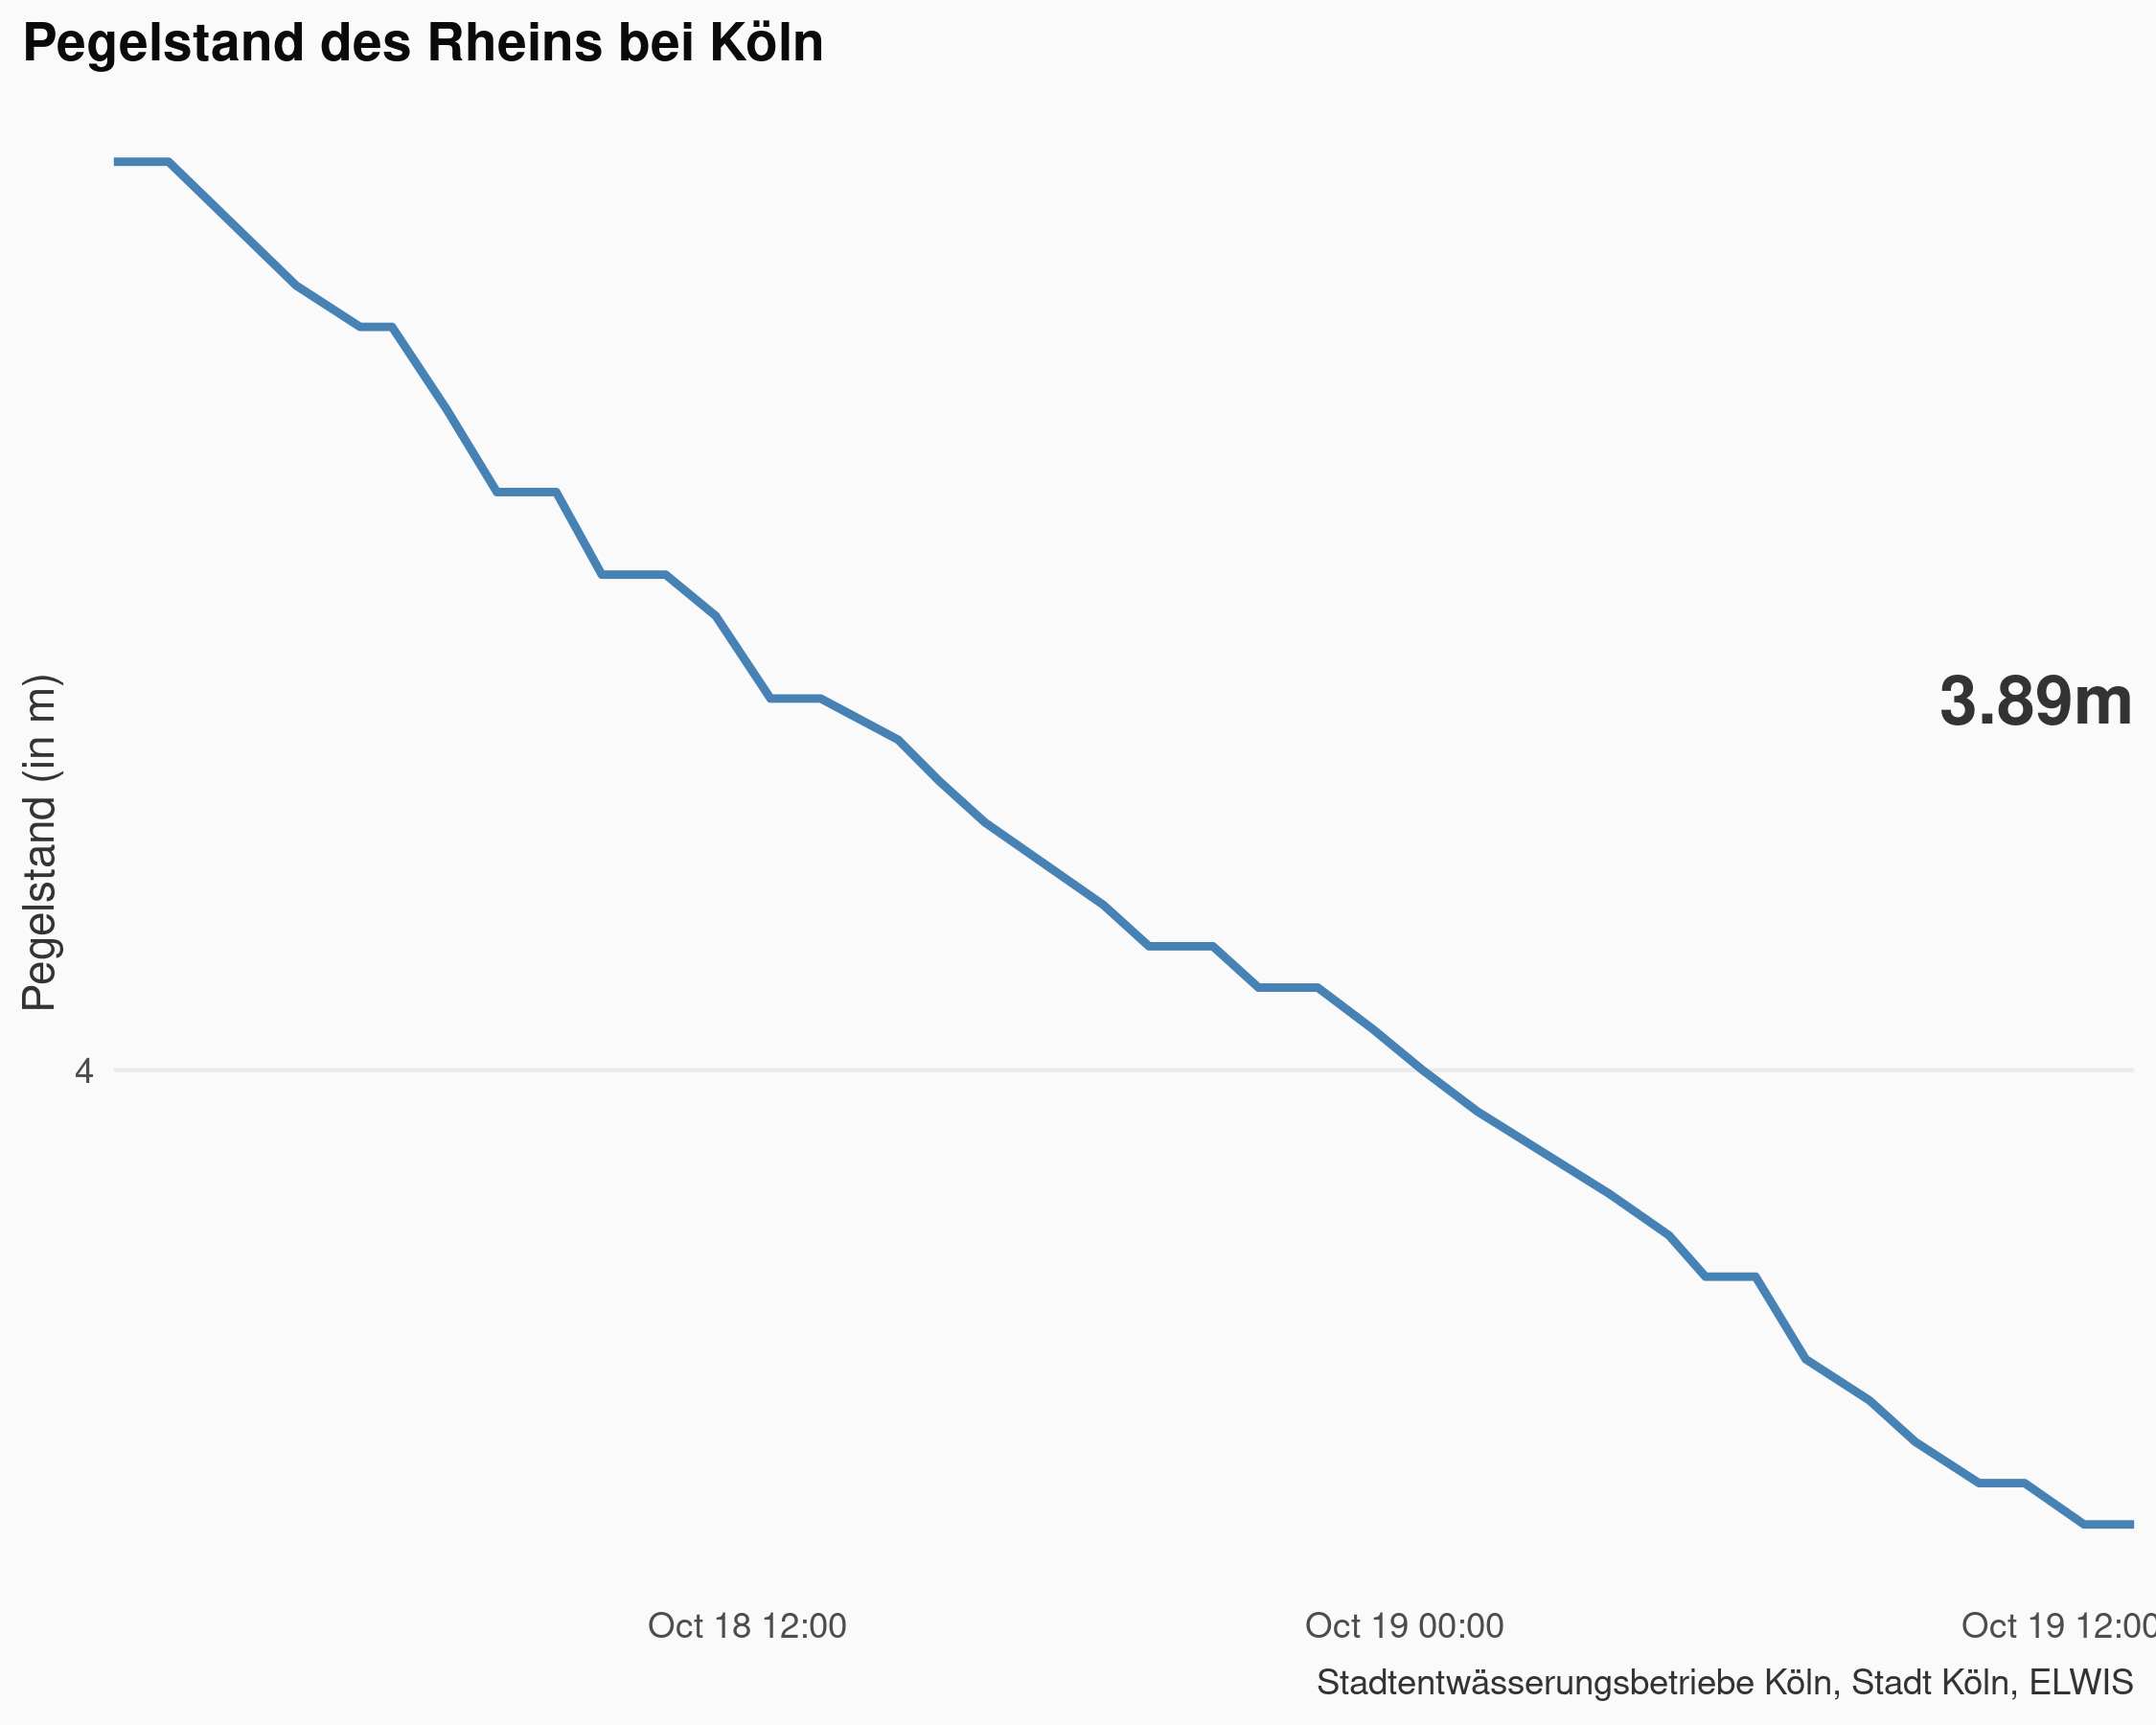 Pegelstand des Rheins bei Köln
Pegelstand (in m)
3.89m
4
Oct 18 12:00
Oct 19 00:00
Oct 19 12:00
Stadtentwässerungsbetriebe Köln, Stadt Köln, ELWIS